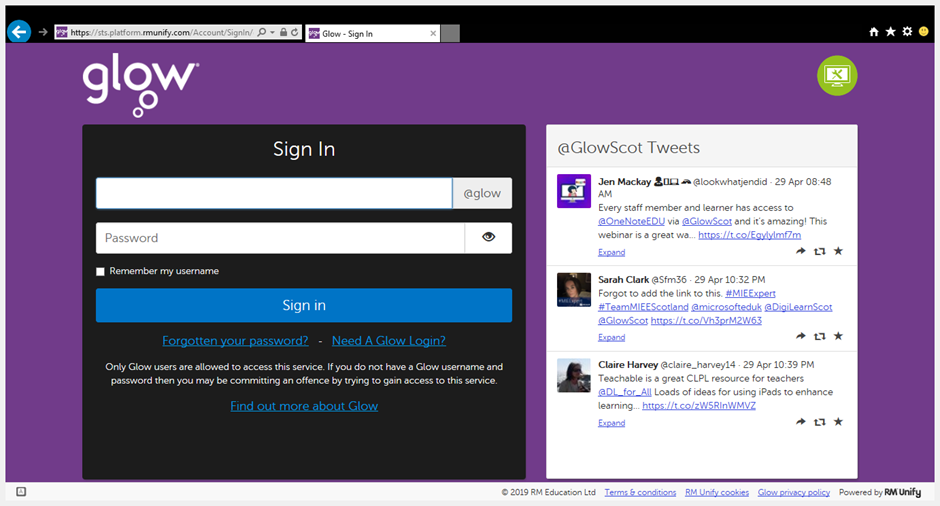 https://sts.platform.rmunify.com/Account/SignIn/
Glow - Sign In
glow
Sign In
@glow
Password
Remember my username
Sign in
Forgotten your password? - Need A Glow Login?
Only Glow users are allowed to access this service. If you do not have a Glow username and
password then you may be committing an offence by trying to gain access to this service.
Find out more about Glow
@GlowScot Tweets
Jen Mackay @lookwhatjendid · 29 Apr 08:48
AM
Every staff member and learner has access to
@OneNoteEDU via @GlowScot and it's amazing! This
webinar is a great wa... https://t.co/EgylyImf7m
Expand
Sarah Clark @Sfm36 · 29 Apr 10:32 PM
Forgot to add the link to this. #MIEExpert
#TeamMIEEScotland @microsofteduk @DigiLearnScot
@GlowScot https://t.co/Vh3prM2W63
Expand
Claire Harvey @claire_harvey14 · 29 Apr 10:39 PM
Teachable is a great CLPL resource for teachers
@DL_for_All Loads of ideas for using iPads to enhance
learning... https://t.co/zW5RInWMVZ
Expand
© 2019 RM Education Ltd Terms & conditions RM Unify cookies Glow privacy policy Powered by RM Unify